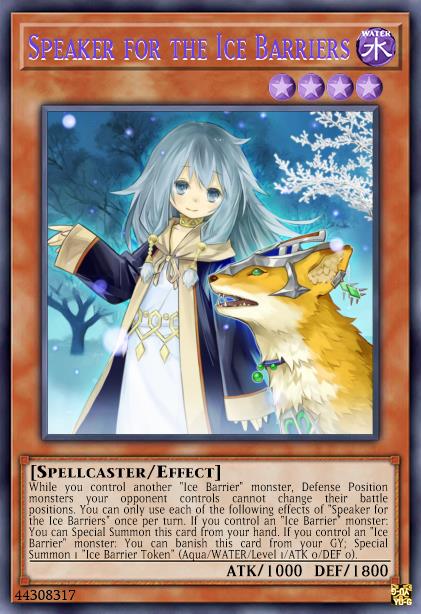 Speaker for the Ice Barriers
WATER
水
[Spellcaster/Effect]
While you control another "Ice Barrier" monster, Defense Position
monsters your opponent controls cannot change their battle
positions. You can only use each of the following effects of "Speaker
for the Ice Barriers" once per turn. If you control an "Ice Barrier" monster:
You can Special Summon this card from your hand. If you control an "Ice
Barrier" monster: You can banish this card from your GY; Special
Summon 1 "Ice Barrier Token" (Aqua/WATER/Level 1/ATK 0/DEF 0).
ATK/1000 DEF/1800
44308317